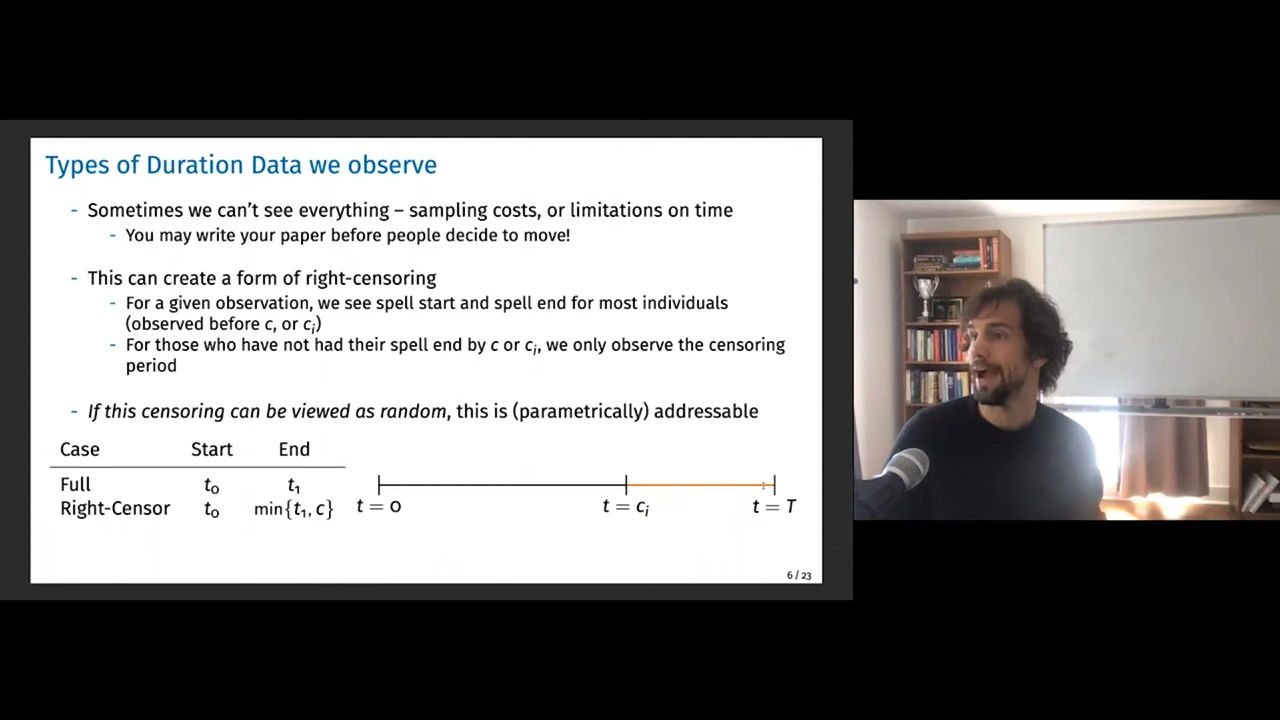 Types of Duration Data we observe
- Sometimes we can't see everything – sampling costs, or limitations on time
- You may write your paper before people decide to move!
- This can create a form of right-censoring
- For a given observation, we see spell start and spell end for most individuals
(observed before c, or cᵢ)
- For those who have not had their spell end by c or cᵢ, we only observe the censoring
period
- If this censoring can be viewed as random, this is (parametrically) addressable
Case Start End
Full t₀ t₁
Right-Censor t₀ min{t₁, c}
t = 0 t = cᵢ t = T
6 / 23